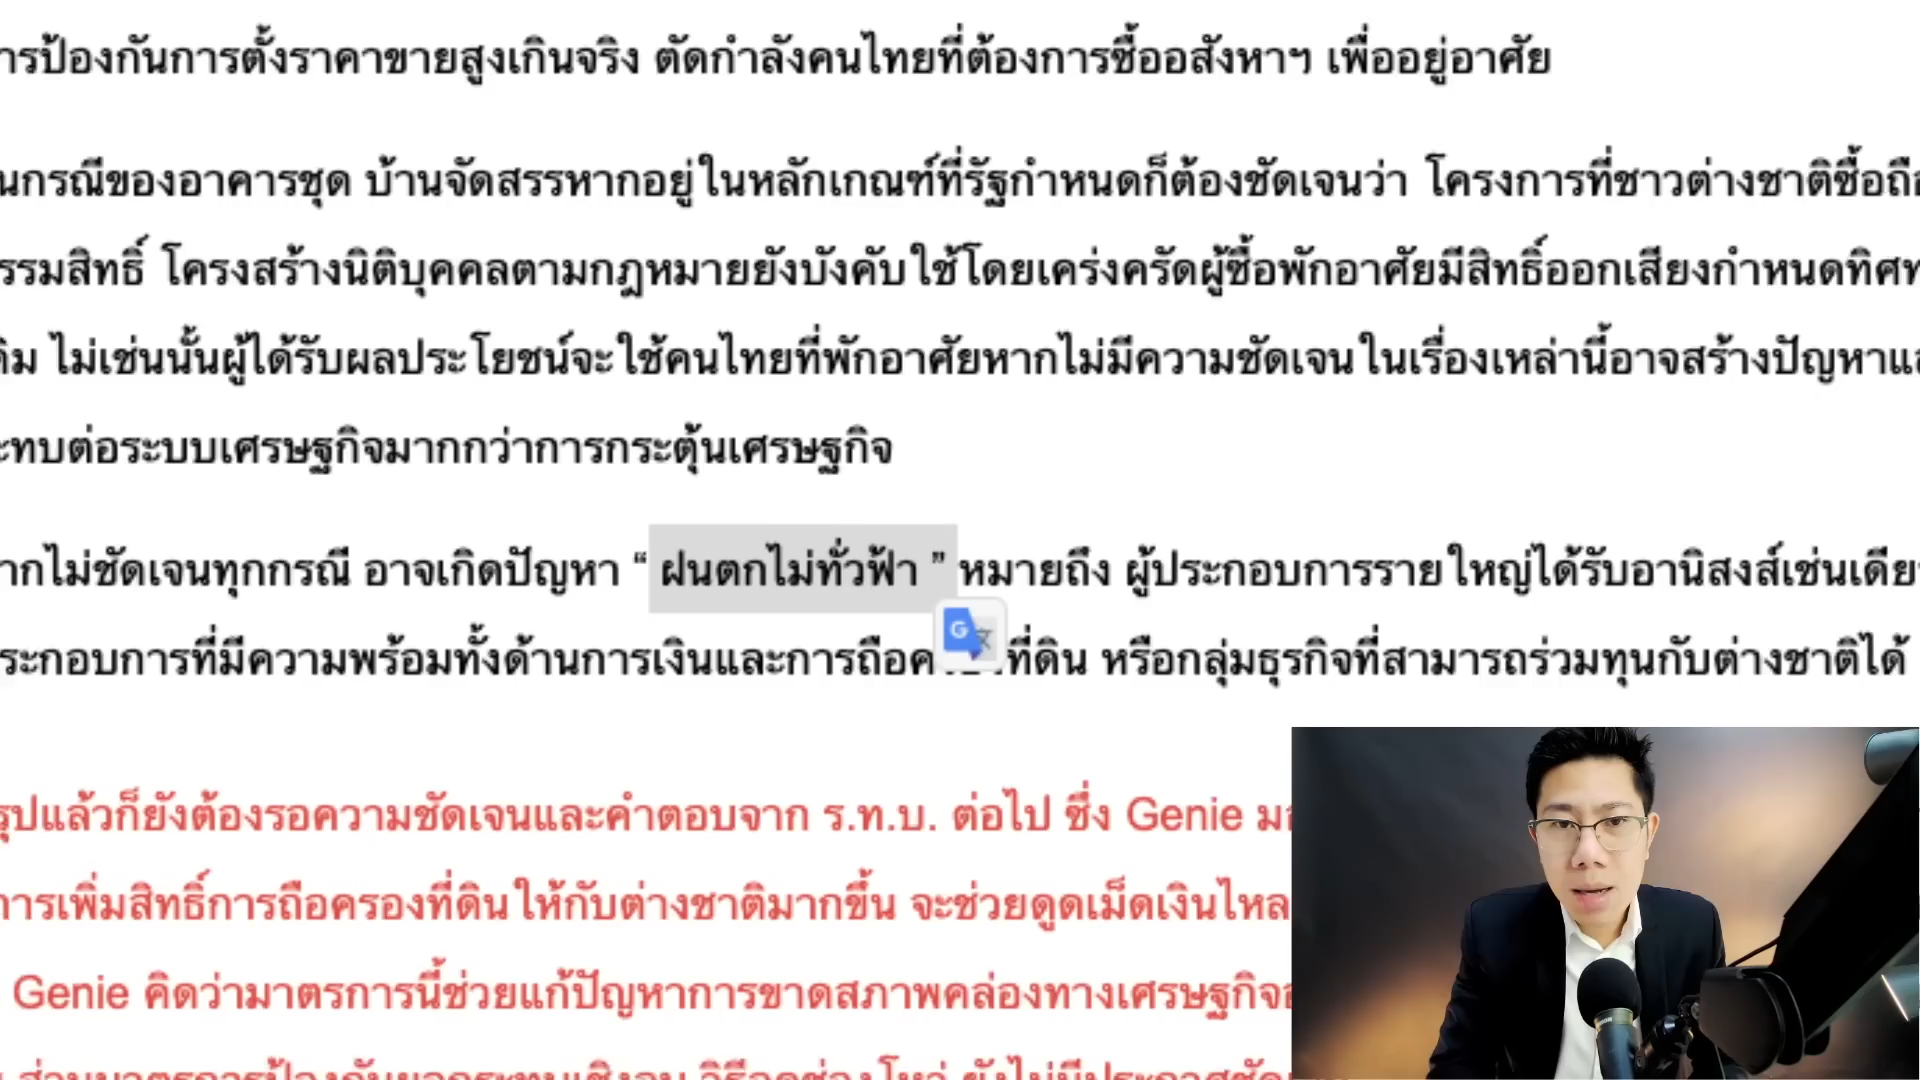 ารป้องกันการตั้งราคาขายสูงเกินจริง ตัดกำลังคนไทยที่ต้องการซื้ออสังหาฯ เพื่ออยู่อาศัย
นกรณีของอาคารชุด บ้านจัดสรรหากอยู่ในหลักเกณฑ์ที่รัฐกำหนดก็ต้องชัดเจนว่า โครงการที่ชาวต่างชาติซื้อถือ
รรมสิทธิ์ โครงสร้างนิติบุคคลตามกฎหมายยังบังคับใช้โดยเคร่งครัดผู้ซื้อพักอาศัยมีสิทธิ์ออกเสียงกำหนดทิศท
ดิม ไม่เช่นนั้นผู้ได้รับผลประโยชน์จะใช้คนไทยที่พักอาศัยหากไม่มีความชัดเจนในเรื่องเหล่านี้อาจสร้างปัญหาแล
ะทบต่อระบบเศรษฐกิจมากกว่าการกระตุ้นเศรษฐกิจ
ากไม่ชัดเจนทุกกรณี อาจเกิดปัญหา “ ฝนตกไม่ทั่วฟ้า ” หมายถึง ผู้ประกอบการรายใหญ่ได้รับอานิสงส์เช่นเดีย
ระกอบการที่มีความพร้อมทั้งด้านการเงินและการถือค ที่ดิน หรือกลุ่มธุรกิจที่สามารถร่วมทุนกับต่างชาติได้
รุปแล้วก็ยังต้องรอความชัดเจนและคำตอบจาก ร.ท.บ. ต่อไป ซึ่ง Genie ม
การเพิ่มสิทธิ์การถือครองที่ดินให้กับต่างชาติมากขึ้น จะช่วยดูดเม็ดเงินไหล
Genie คิดว่ามาตรการนี้ช่วยแก้ปัญหาการขาดสภาพคล่องทางเศรษฐกิจ